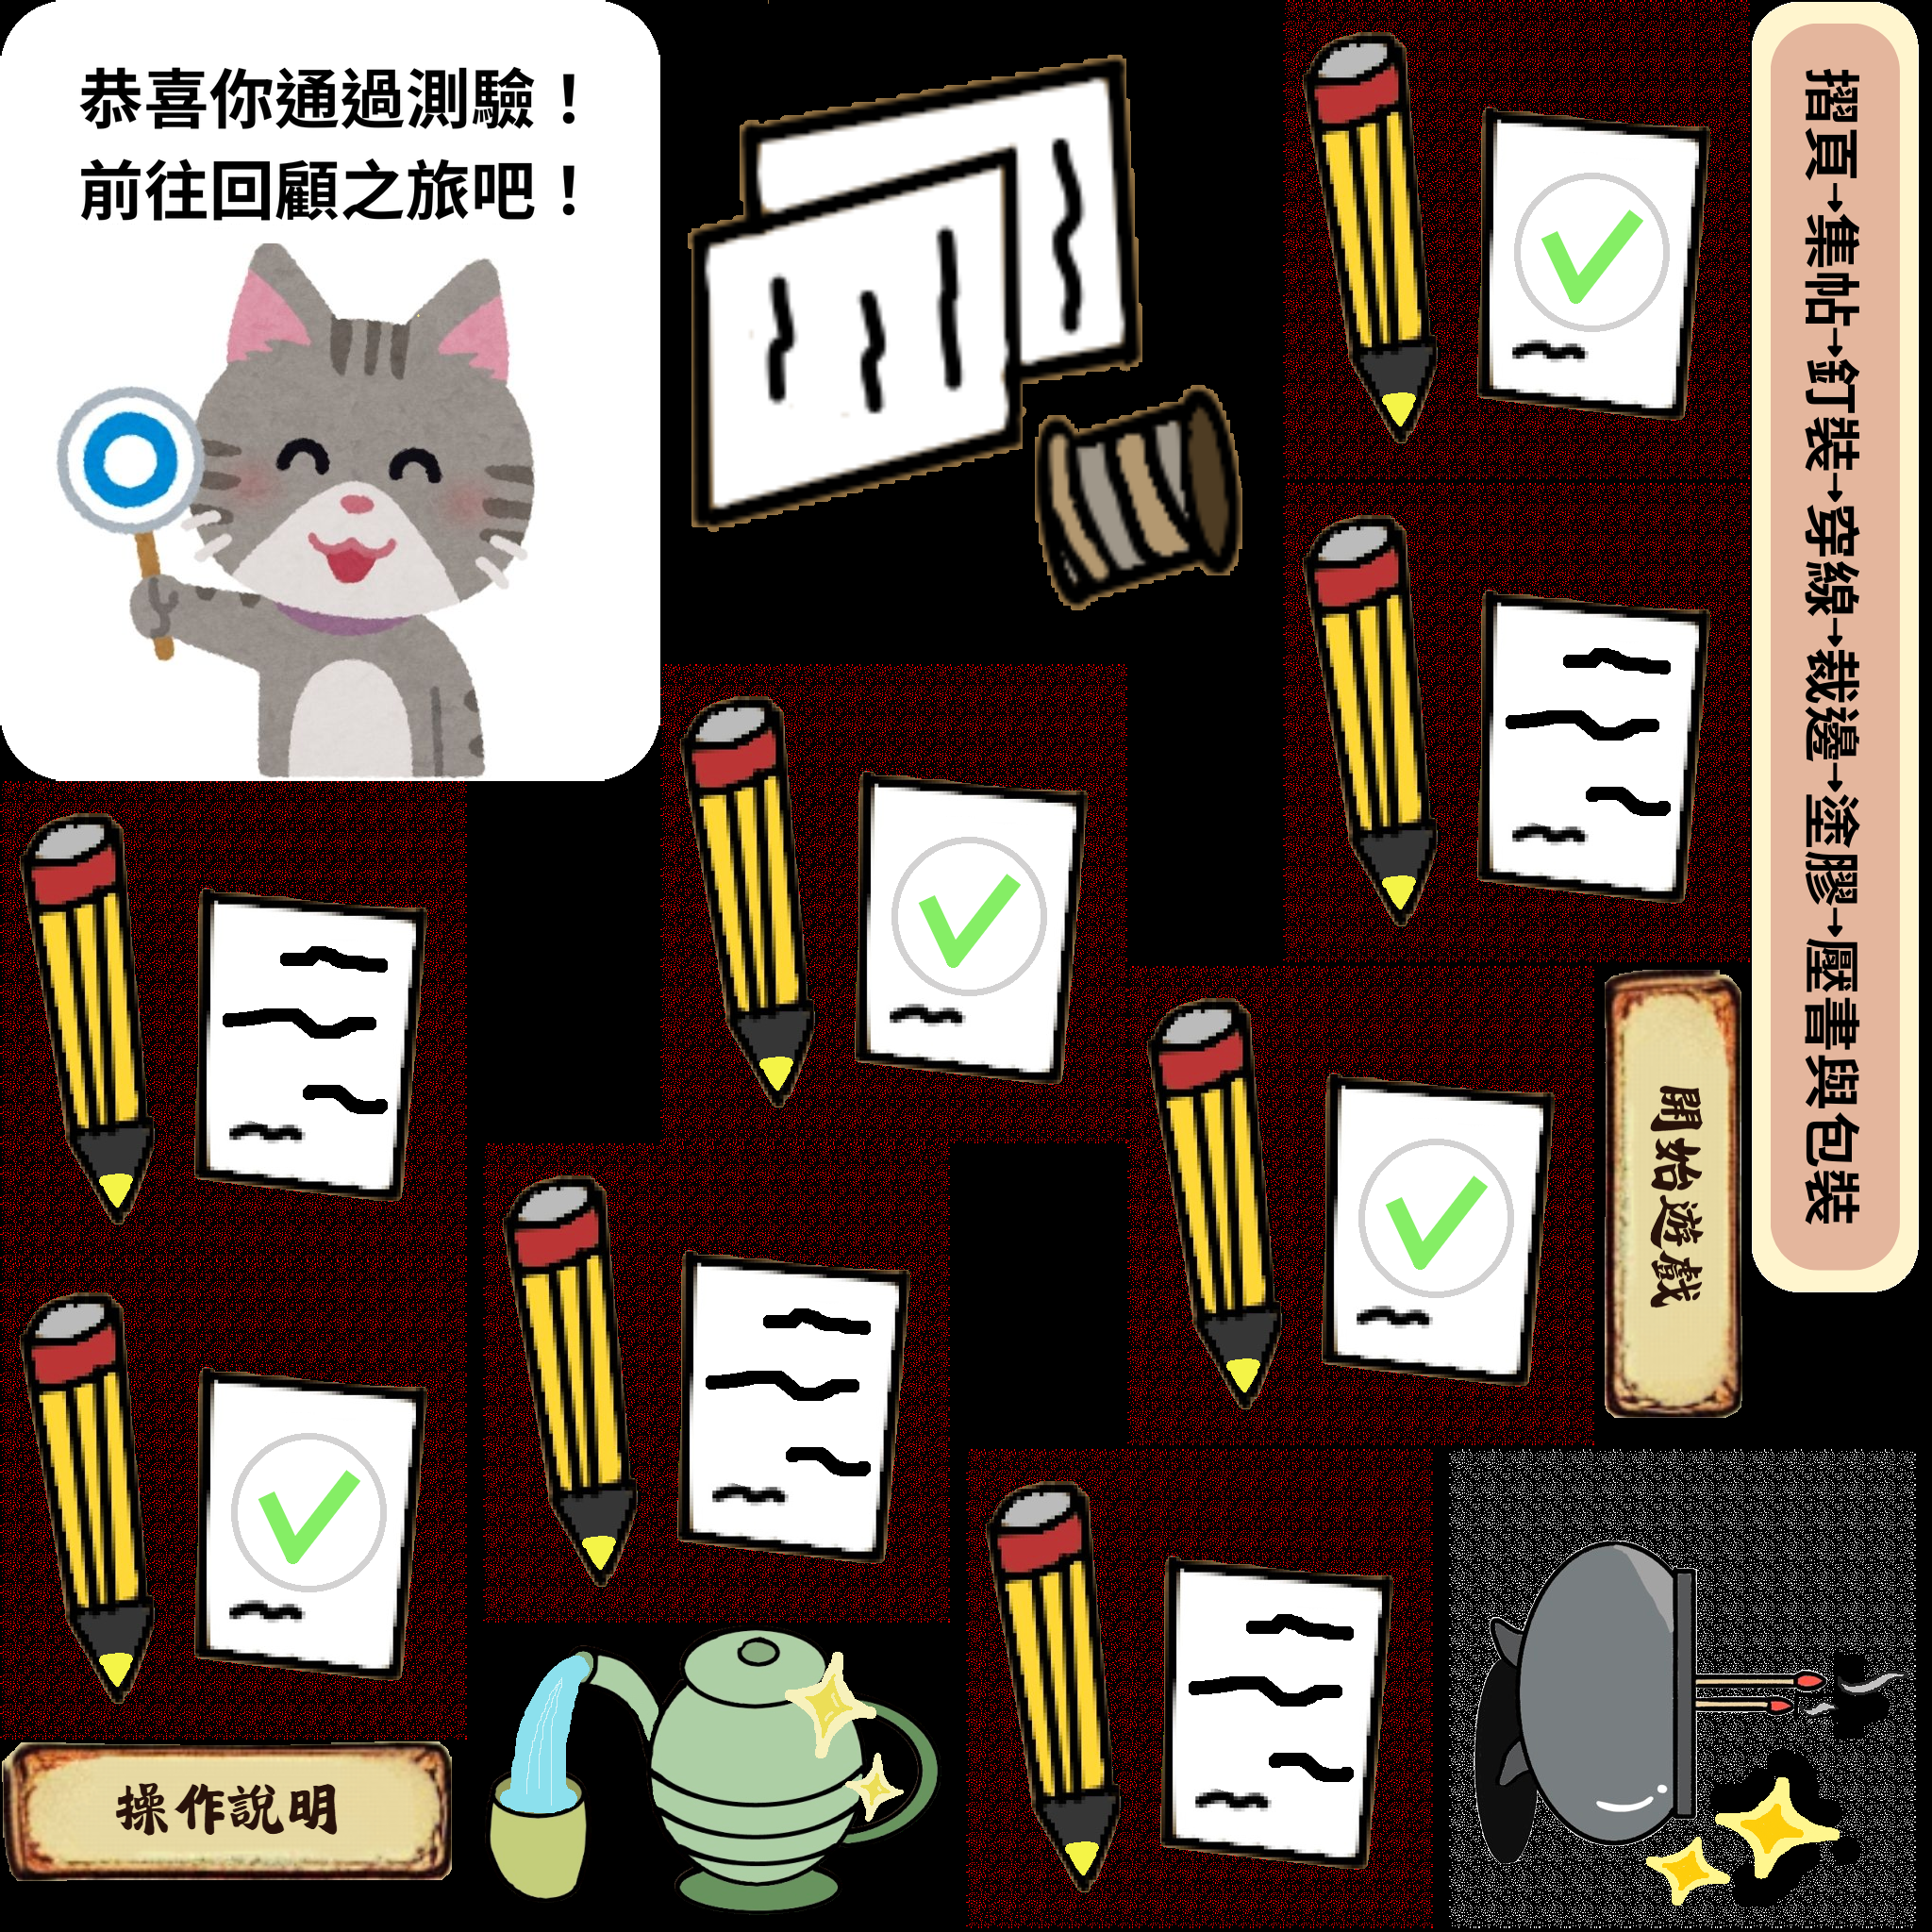 恭喜你通過測驗！
前往回顧之旅吧！
摺頁→集帖→釘裝→穿線→裁邊→塗膠→壓書與包裝
開始遊戲
操作說明